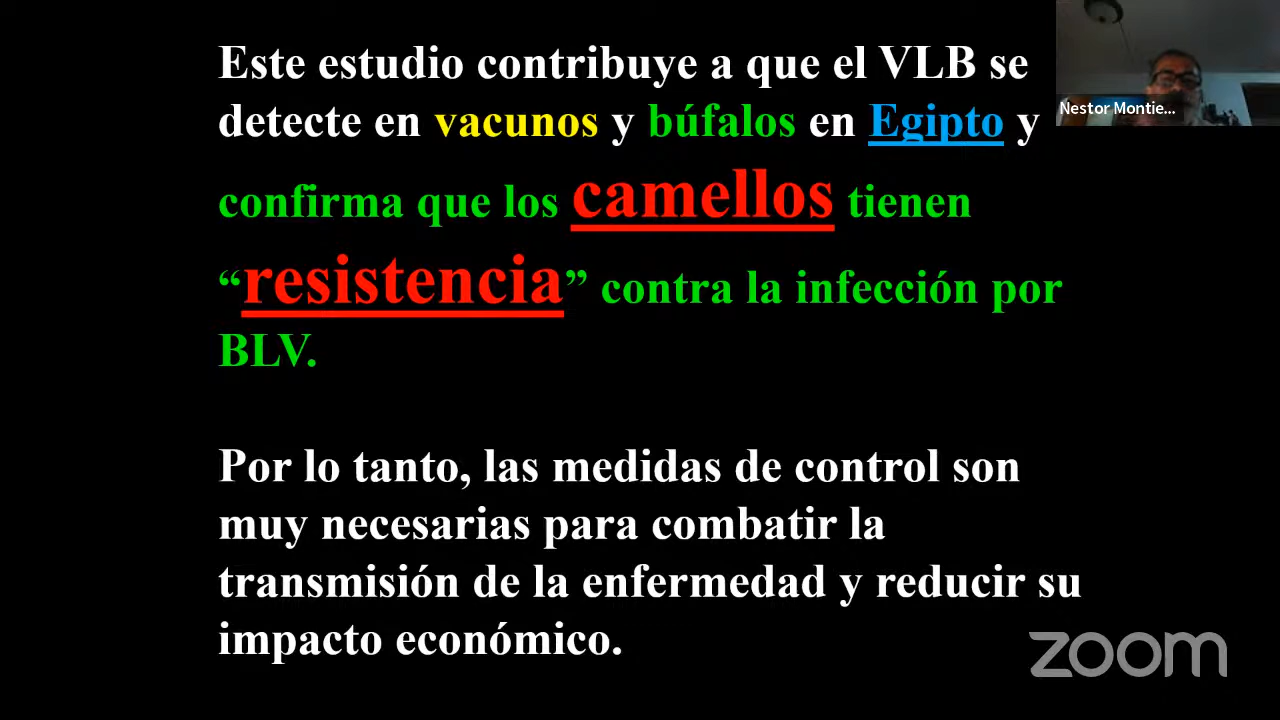 Este estudio contribuye a que el VLB se
detecte en vacunos y búfalos en Egipto y
confirma que los camellos tienen
“resistencia” contra la infección por
BLV.
Por lo tanto, las medidas de control son
muy necesarias para combatir la
transmisión de la enfermedad y reducir su
impacto económico.
Nestor Montie...
zoom